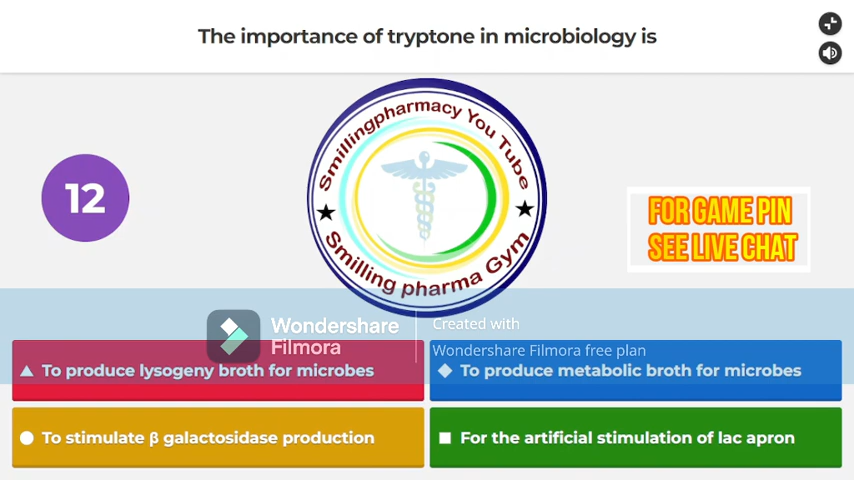 The importance of tryptone in microbiology is
Smillingpharmacy You Tube
12
FOR GAME PIN
SEE LIVE CHAT
Smilling pharma Gym
Wondershare
Filmora
Created with
Wondershare Filmora free plan
To produce lysogeny broth for microbes
To produce metabolic broth for microbes
To stimulate β galactosidase production
For the artificial stimulation of lac apron